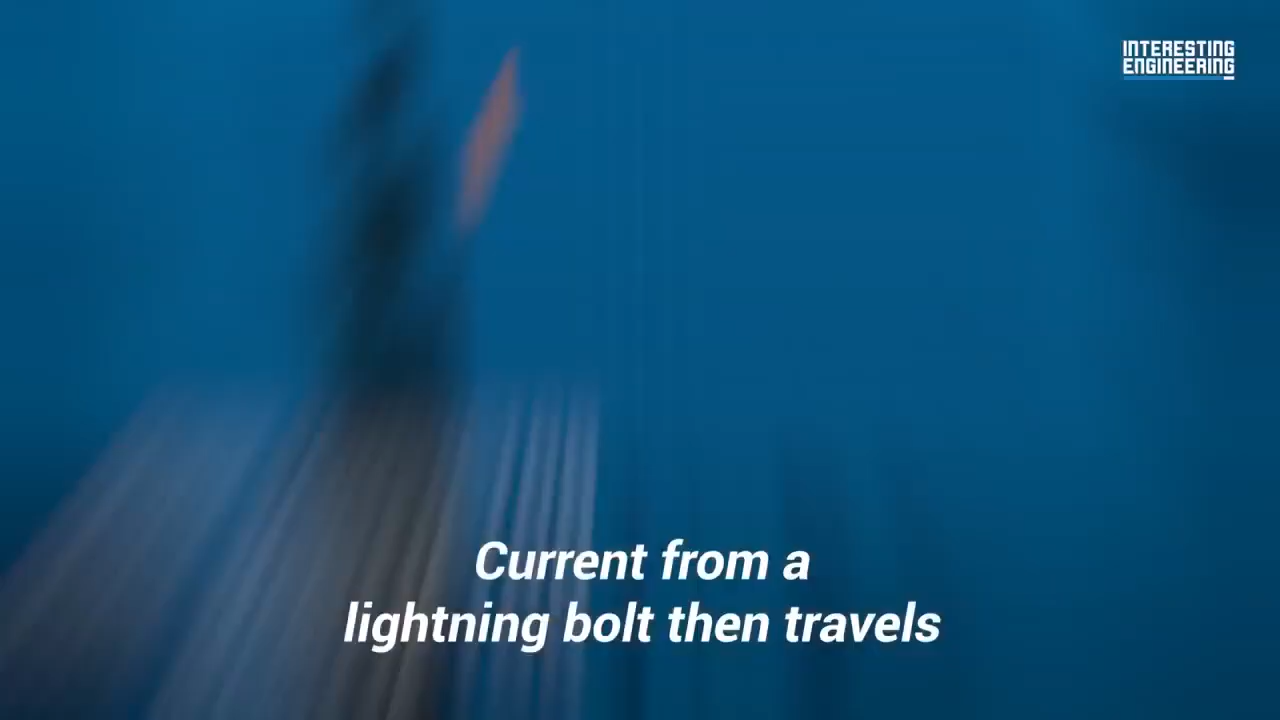 INTERESTING
ENGINEERING
Current from a
lightning bolt then travels